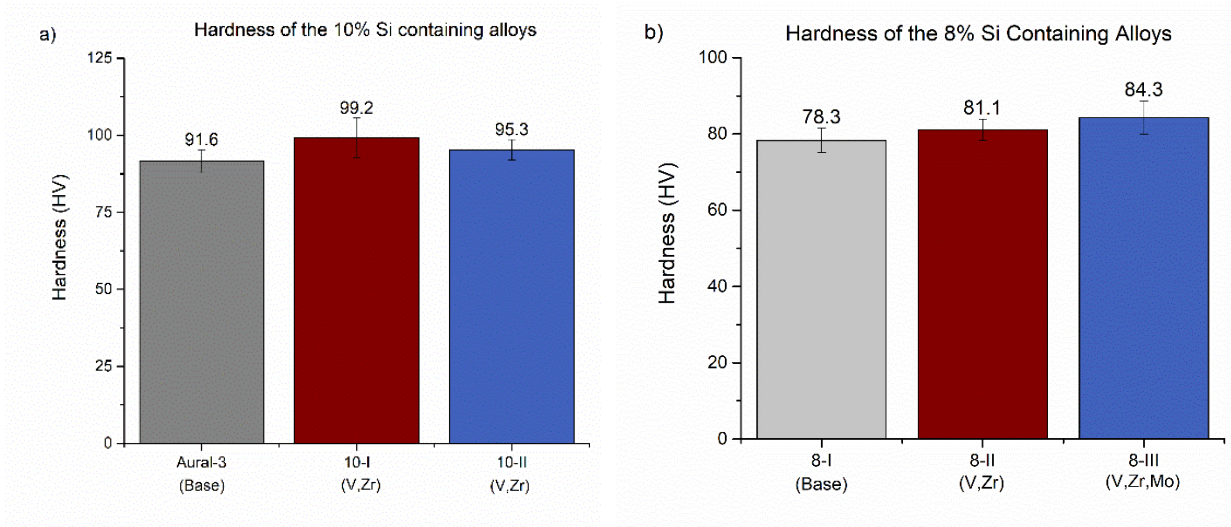 a)
Hardness of the 10% Si containing alloys
125
100
75
50
25
0
Hardness (HV)
91.6
99.2
95.3
Aural-3
(Base)
10-I
(V,Zr)
10-II
(V,Zr)
b)
Hardness of the 8% Si Containing Alloys
100
80
60
40
20
0
Hardness (HV)
78.3
81.1
84.3
8-I
(Base)
8-II
(V,Zr)
8-III
(V,Zr,Mo)